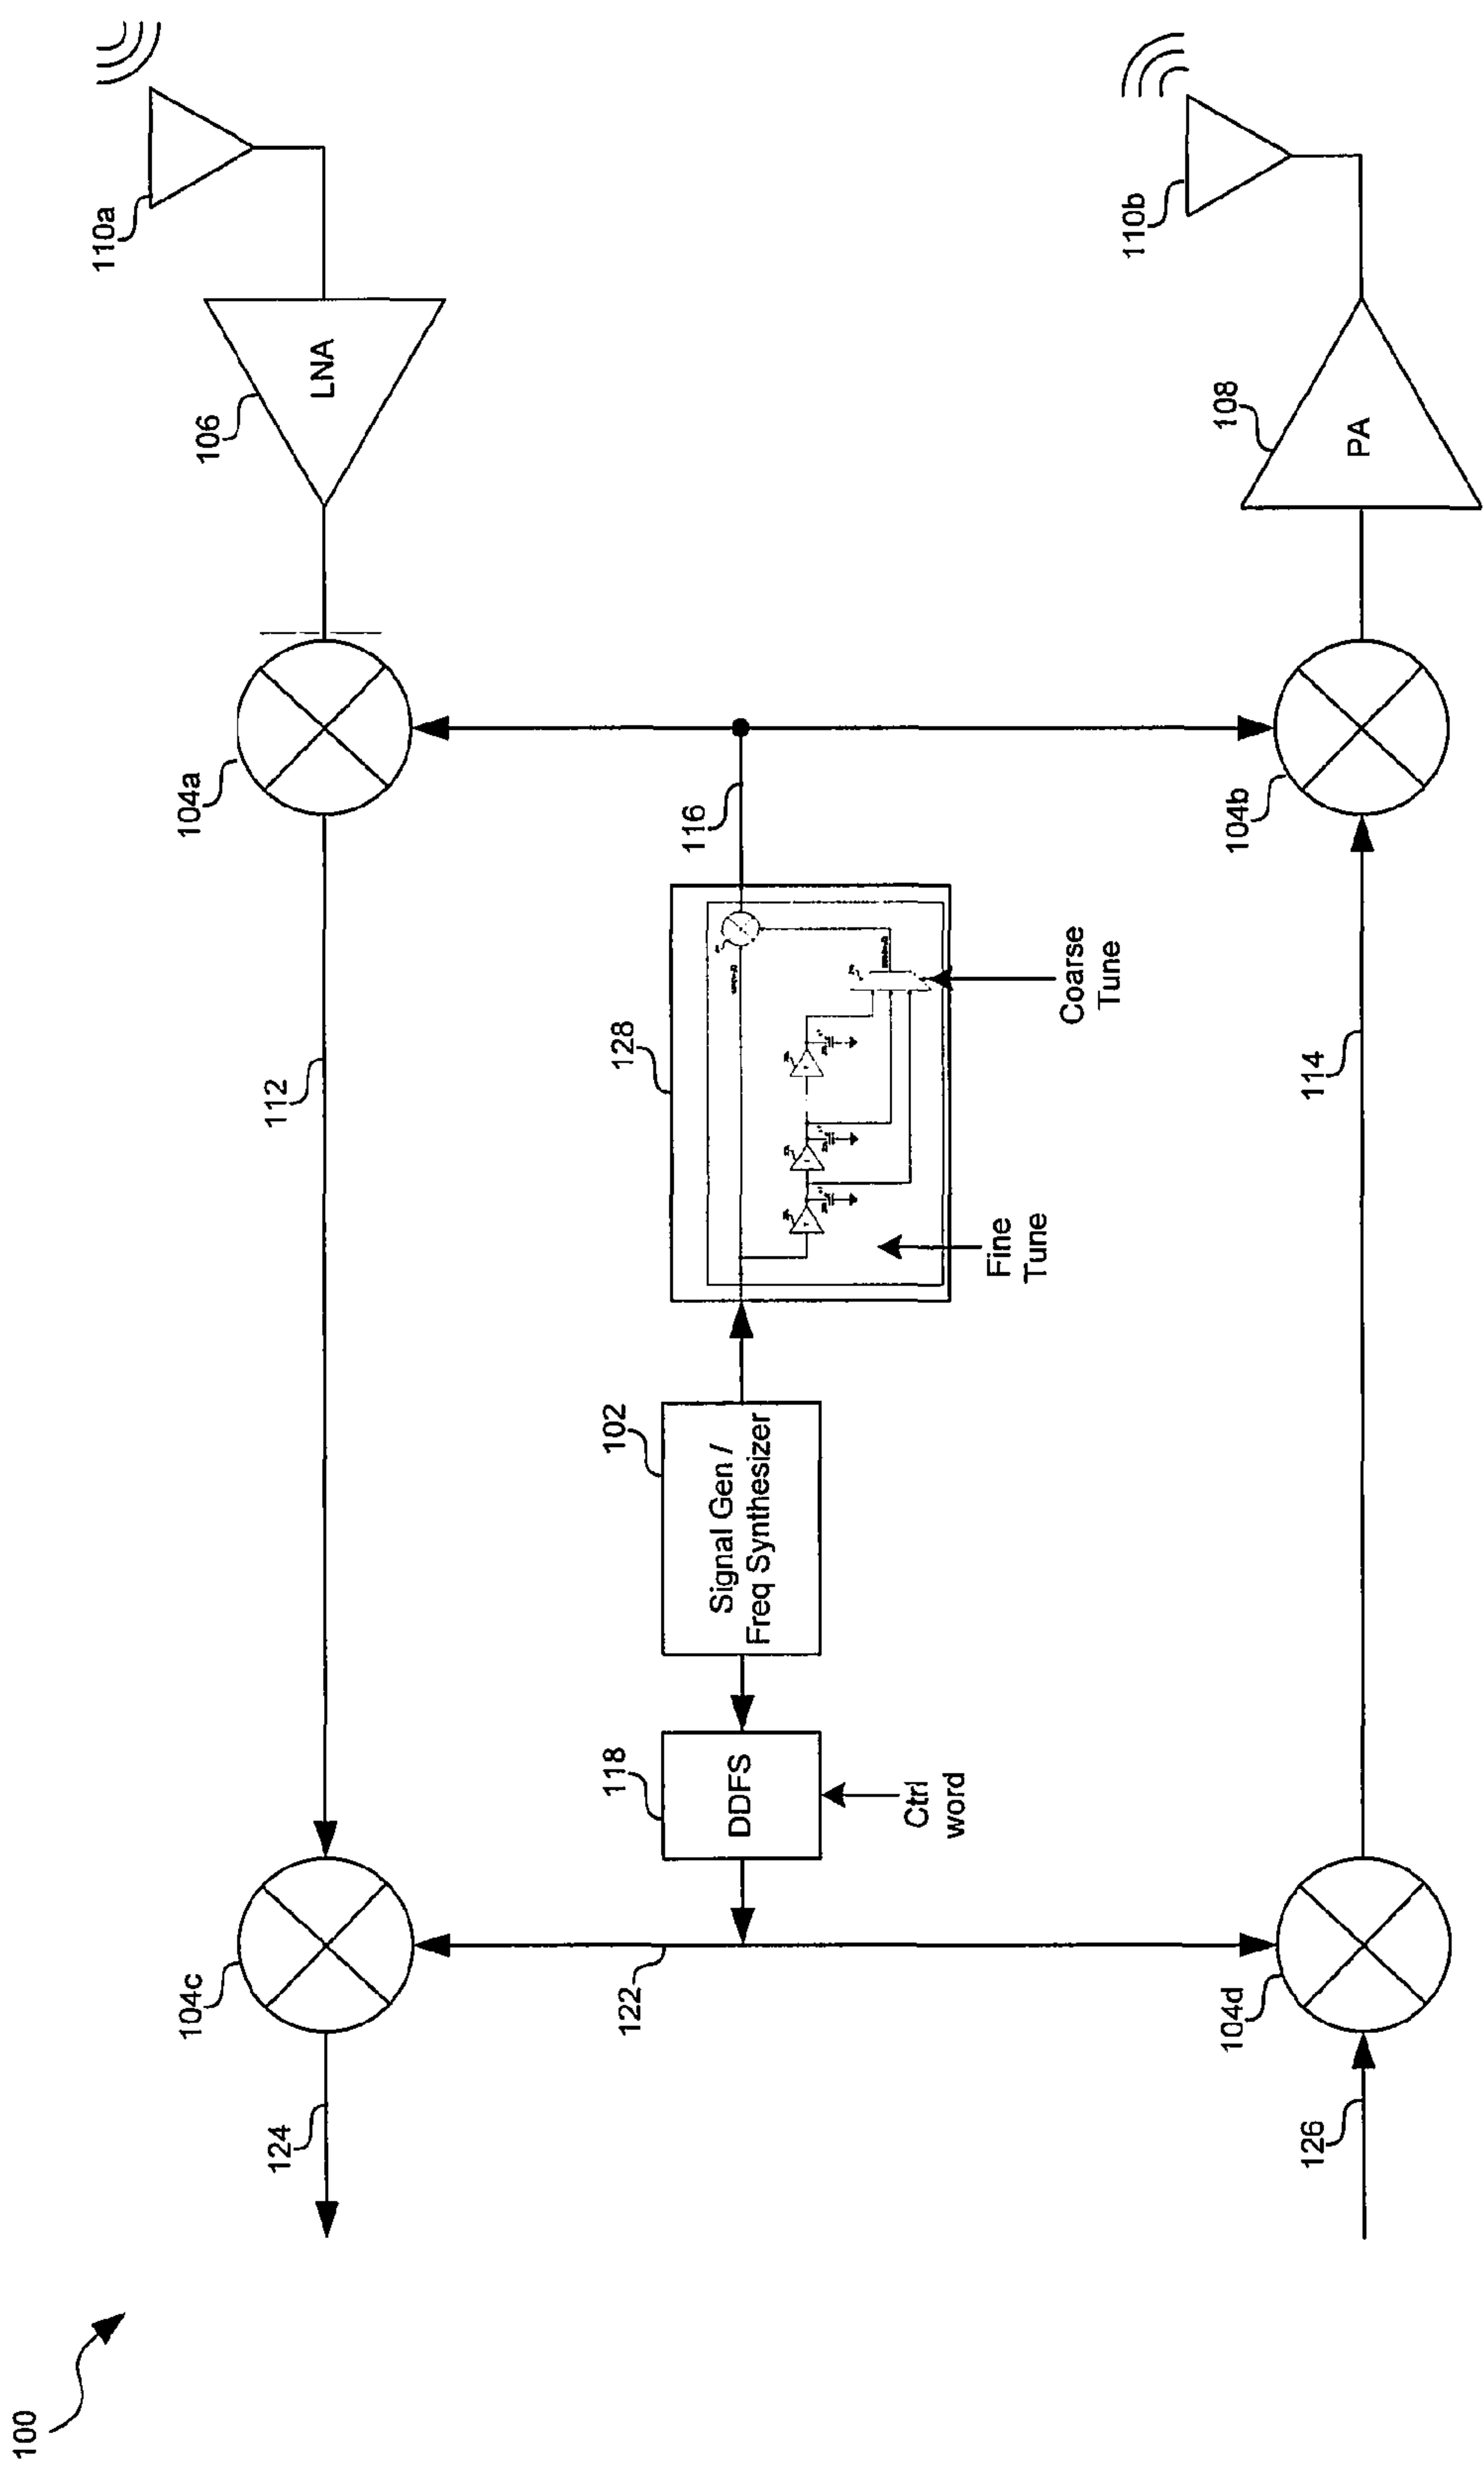 100
110a
106
LNA
104a
112
104c
124
116
128
Coarse
Tune
Fine
Tune
102
Signal Gen /
Freq Synthesizer
118
DDFS
Ctrl
word
122
110b
108
PA
104b
114
104d
126